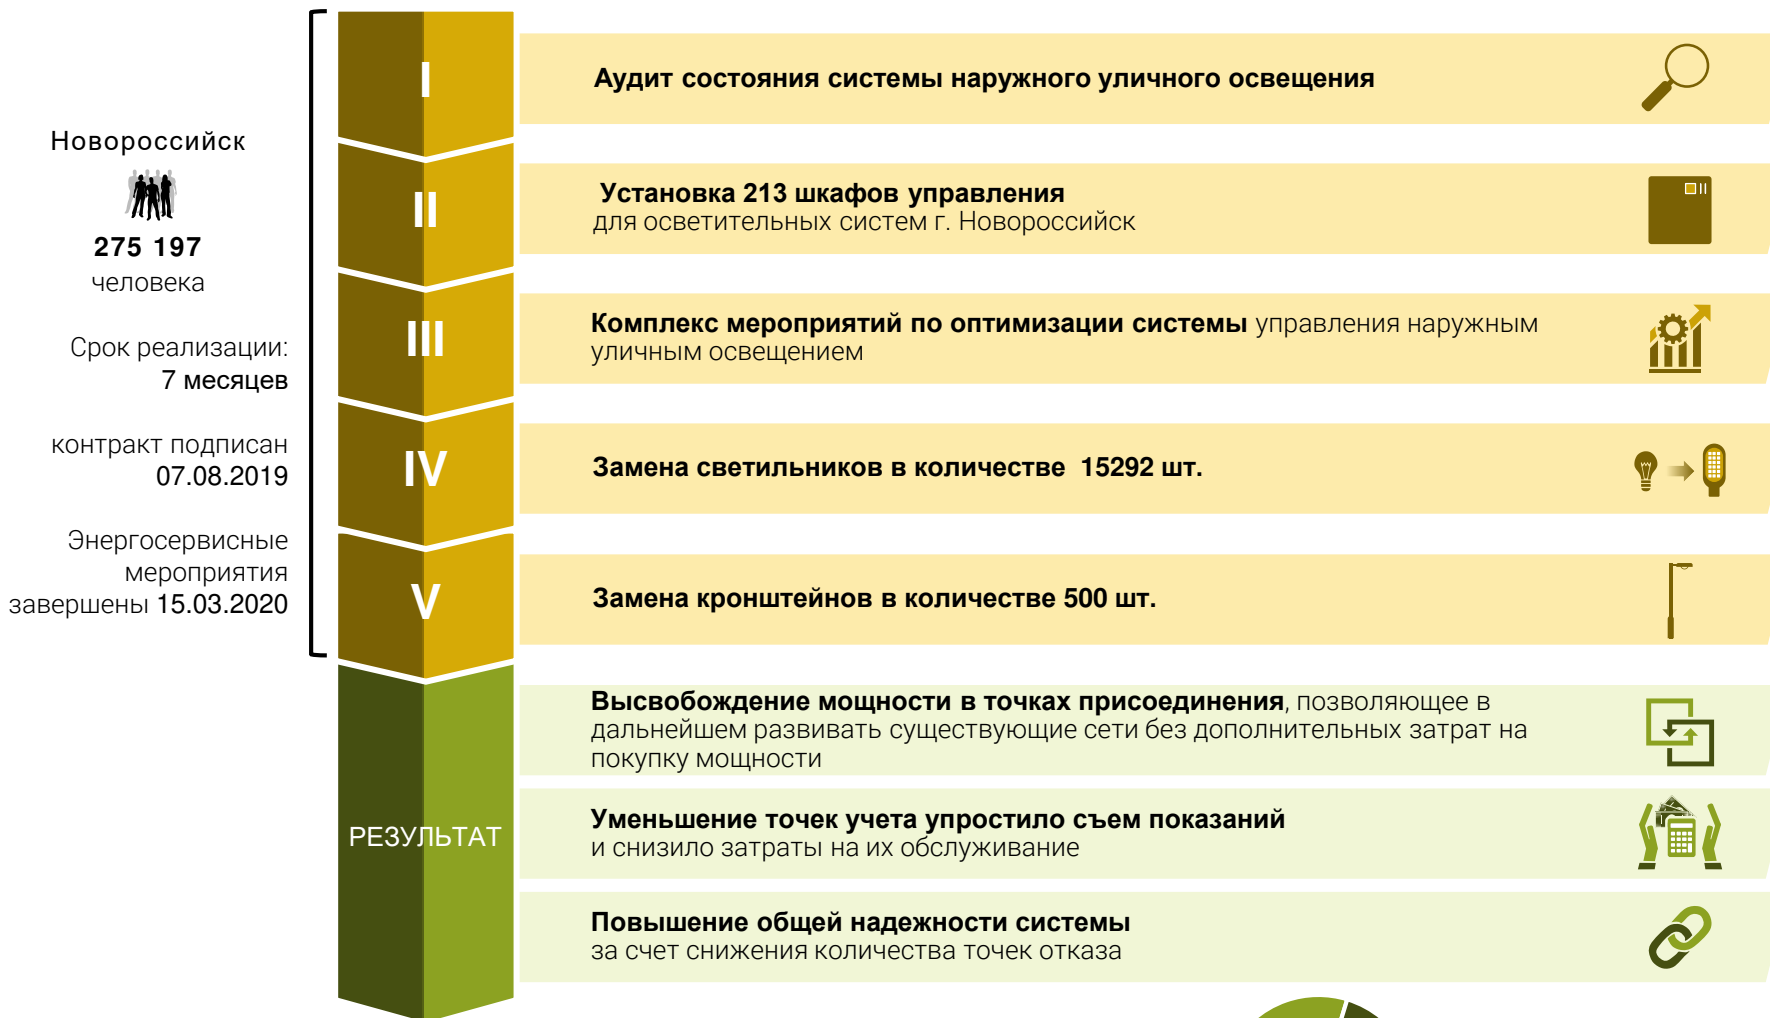 Новороссийск
275 197
человека
Срок реализации:
7 месяцев
контракт подписан
07.08.2019
Энергосервисные
мероприятия
завершены 15.03.2020
I
Аудит состояния системы наружного уличного освещения
II
Установка 213 шкафов управления
для осветительных систем г. Новороссийск
III
Комплекс мероприятий по оптимизации системы управления наружным
уличным освещением
IV
Замена светильников в количестве 15292 шт.
V
Замена кронштейнов в количестве 500 шт.
РЕЗУЛЬТАТ
Высвобождение мощности в точках присоединения, позволяющее в
дальнейшем развивать существующие сети без дополнительных затрат на
покупку мощности
Уменьшение точек учета упростило съем показаний
и снизило затраты на их обслуживание
Повышение общей надежности системы
за счет снижения количества точек отказа